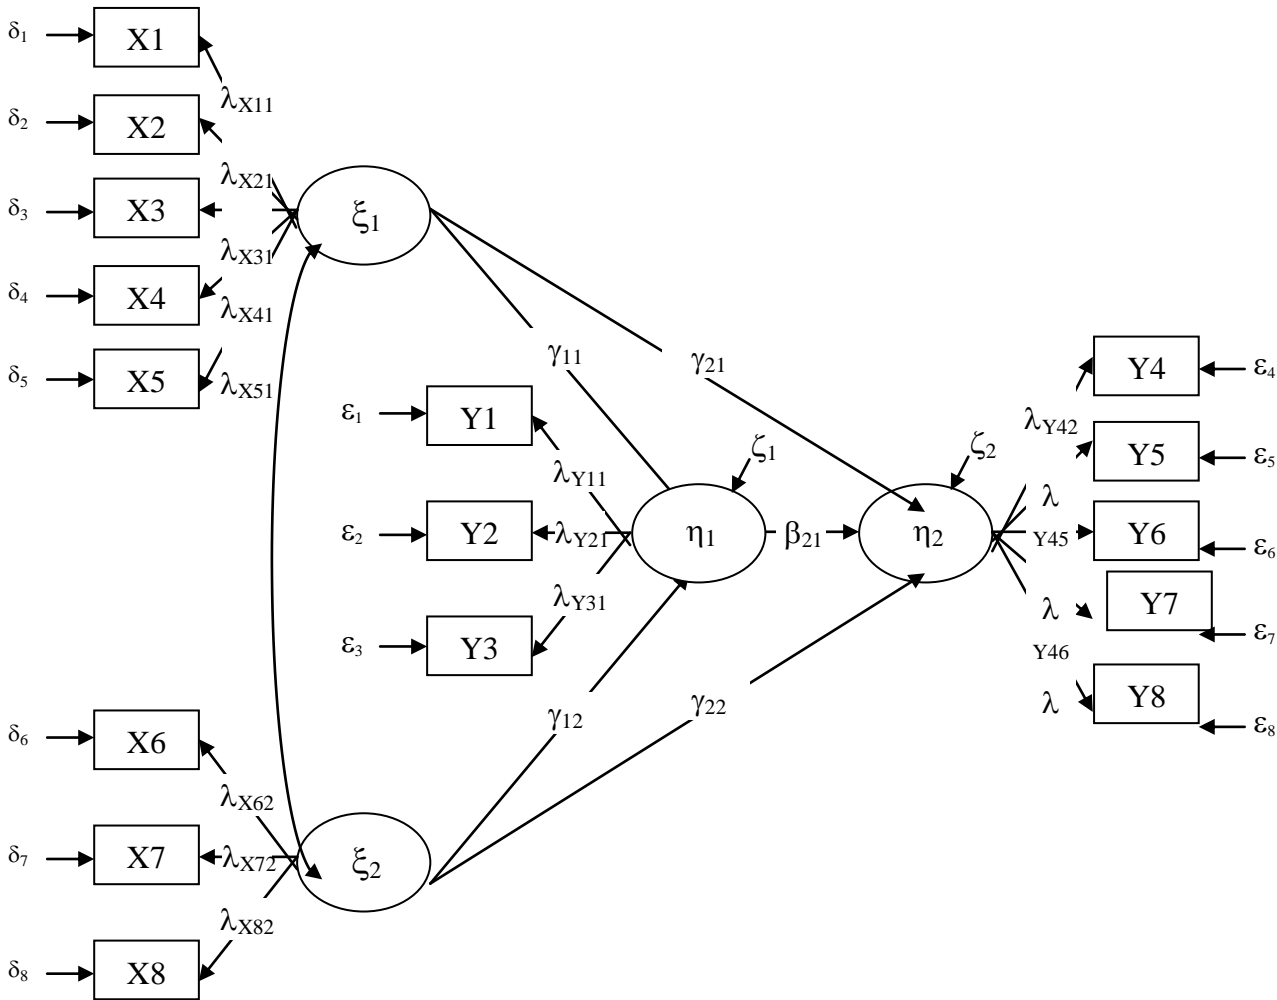 δ1
X1
λX11
δ2
X2
λX21
δ3
X3
ξ1
λX31
δ4
X4
λX41
δ5
X5
λX51
γ11
γ21
Y4
ε4
ε1
Y1
λY42
ζ1
ζ2
Y5
ε5
λY11
λ
ε2
Y2
λY21
η1
β21
η2
Y45
Y6
ε6
λY31
λ
Y7
ε7
ε3
Y3
Y46
λ
Y8
ε8
γ12
γ22
δ6
X6
λX62
δ7
X7
λX72
ξ2
λX82
δ8
X8